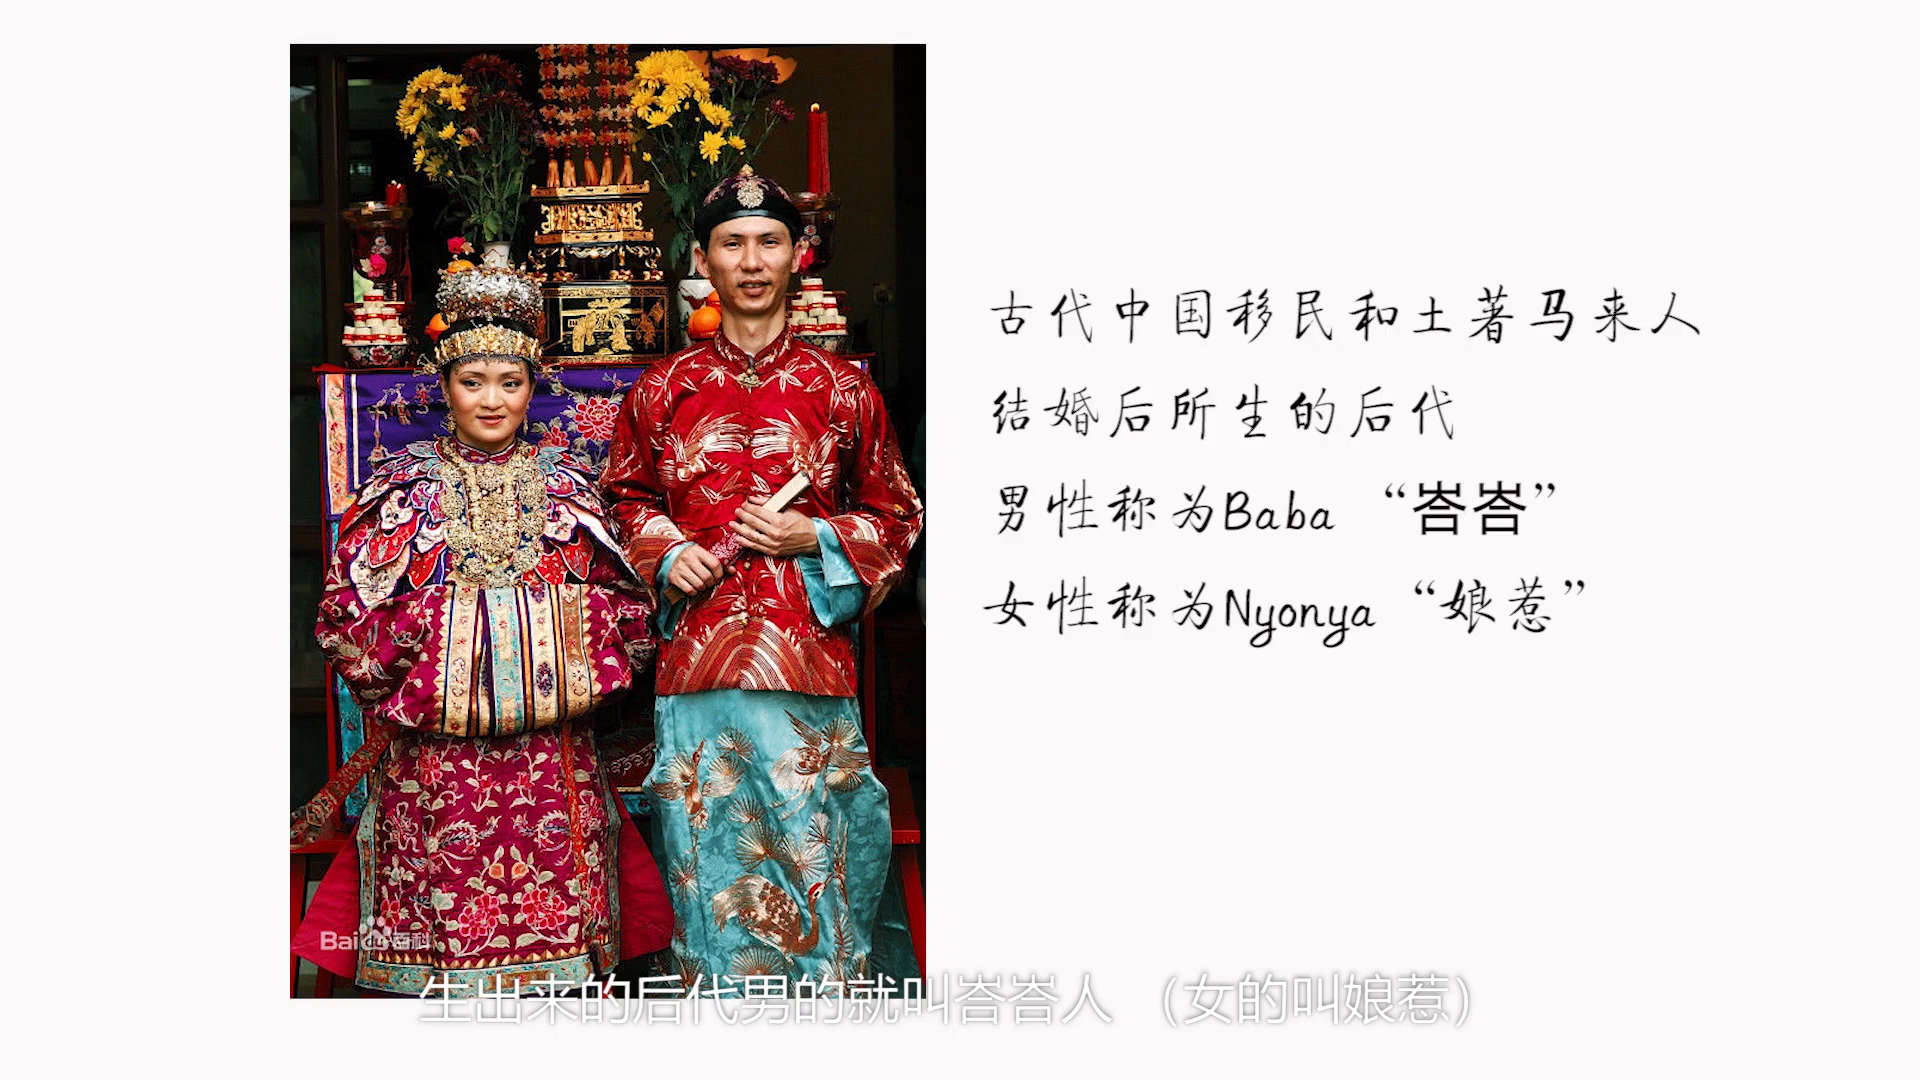 古代中国移民和土著马来人
结婚后所生的后代
男性称为Baba “峇峇”
女性称为Nyonya “娘惹”
Bai百科
生出来的后代男的就叫峇峇人 （女的叫娘惹）